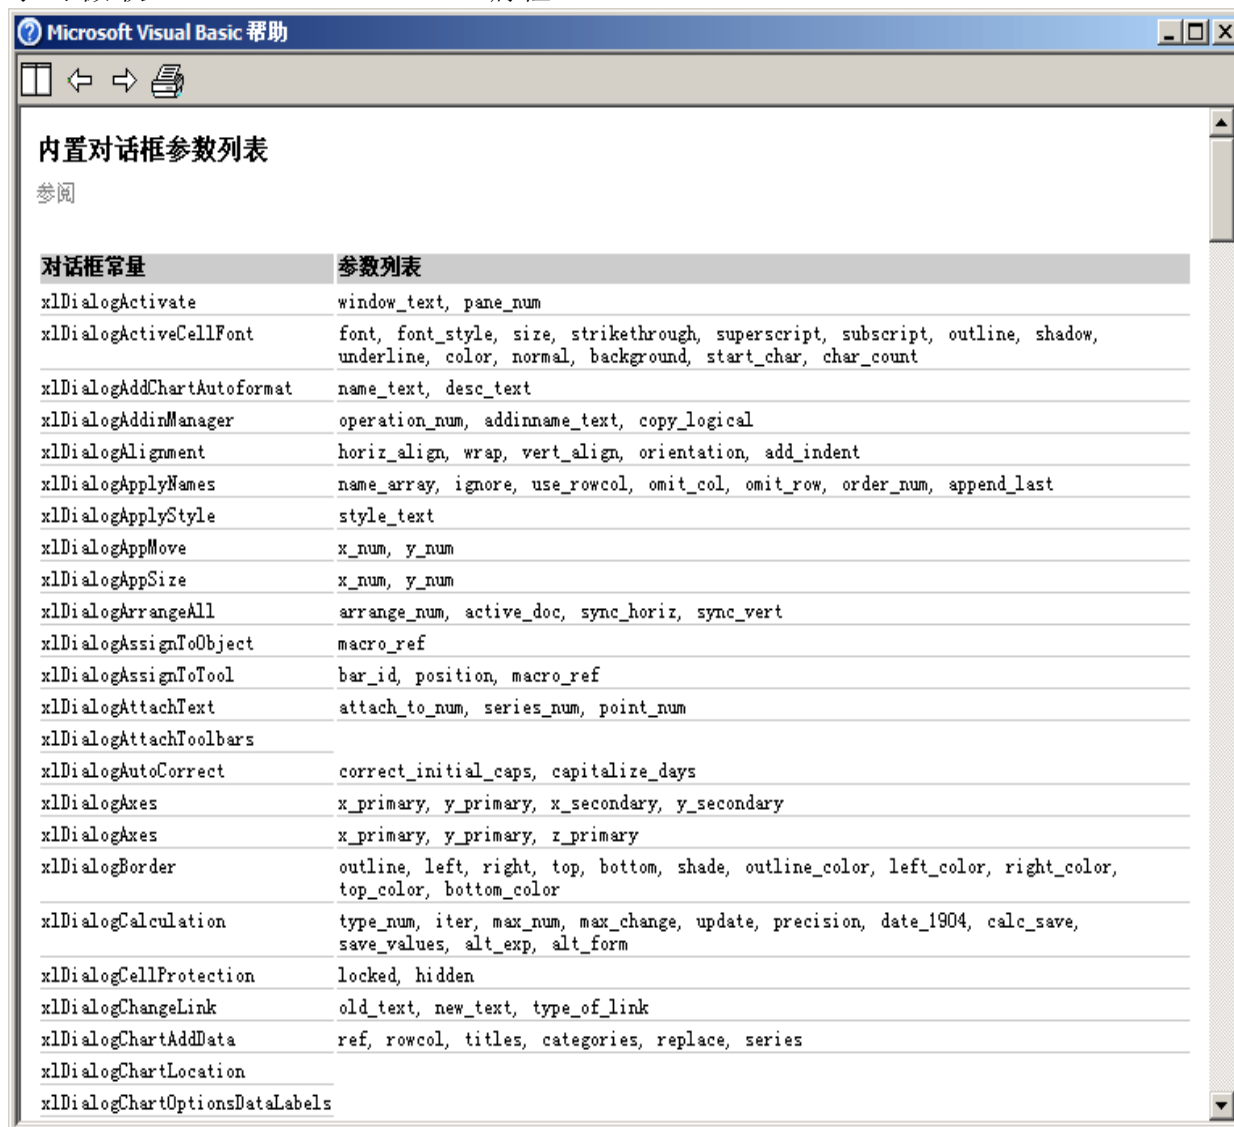 Microsoft Visual Basic 帮助
内置对话框参数列表
参阅
对话框常量 参数列表
xlDialogActivate window_text, pane_num
xlDialogActiveCellFont font, font_style, size, strikethrough, superscript, subscript, outline, shadow,
underline, color, normal, background, start_char, char_count
xlDialogAddChartAutoformat name_text, desc_text
xlDialogAddinManager operation_num, addinname_text, copy_logical
xlDialogAlignment horiz_align, wrap, vert_align, orientation, add_indent
xlDialogApplyNames name_array, ignore, use_rowcol, omit_col, omit_row, order_num, append_last
xlDialogApplyStyle style_text
xlDialogAppMove x_num, y_num
xlDialogAppSize x_num, y_num
xlDialogArrangeAll arrange_num, active_doc, sync_horiz, sync_vert
xlDialogAssignToObject macro_ref
xlDialogAssignToTool bar_id, position, macro_ref
xlDialogAttachText attach_to_num, series_num, point_num
xlDialogAttachToolbars
xlDialogAutoCorrect correct_initial_caps, capitalize_days
xlDialogAxes x_primary, y_primary, x_secondary, y_secondary
xlDialogAxes x_primary, y_primary, z_primary
xlDialogBorder outline, left, right, top, bottom, shade, outline_color, left_color, right_color,
top_color, bottom_color
xlDialogCalculation type_num, iter, max_num, max_change, update, precision, date_1904, calc_save,
save_values, alt_exp, alt_form
xlDialogCellProtection locked, hidden
xlDialogChangeLink old_text, new_text, type_of_link
xlDialogChartAddData ref, rowcol, titles, categories, replace, series
xlDialogChartLocation
xlDialogChartOptionsDataLabels